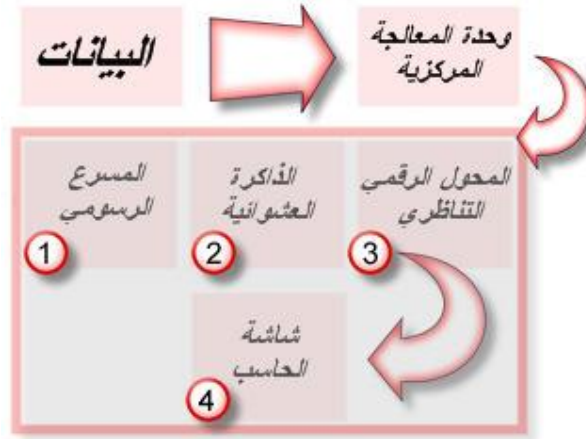 البيانات
وحدة المعالجة
المركزية
المسرع
الرسومي
1
الذاكرة
العشوائية
2
المحول الرقمي
التناظري
3
شاشة
الحاسب
4